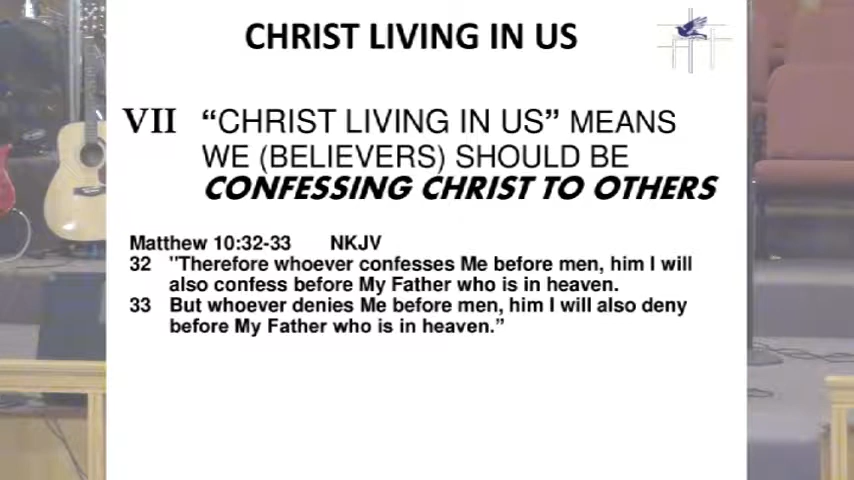 CHRIST LIVING IN US
VII “CHRIST LIVING IN US” MEANS
WE (BELIEVERS) SHOULD BE
CONFESSING CHRIST TO OTHERS
Matthew 10:32-33 NKJV
32 "Therefore whoever confesses Me before men, him I will
also confess before My Father who is in heaven.
33 But whoever denies Me before men, him I will also deny
before My Father who is in heaven.”